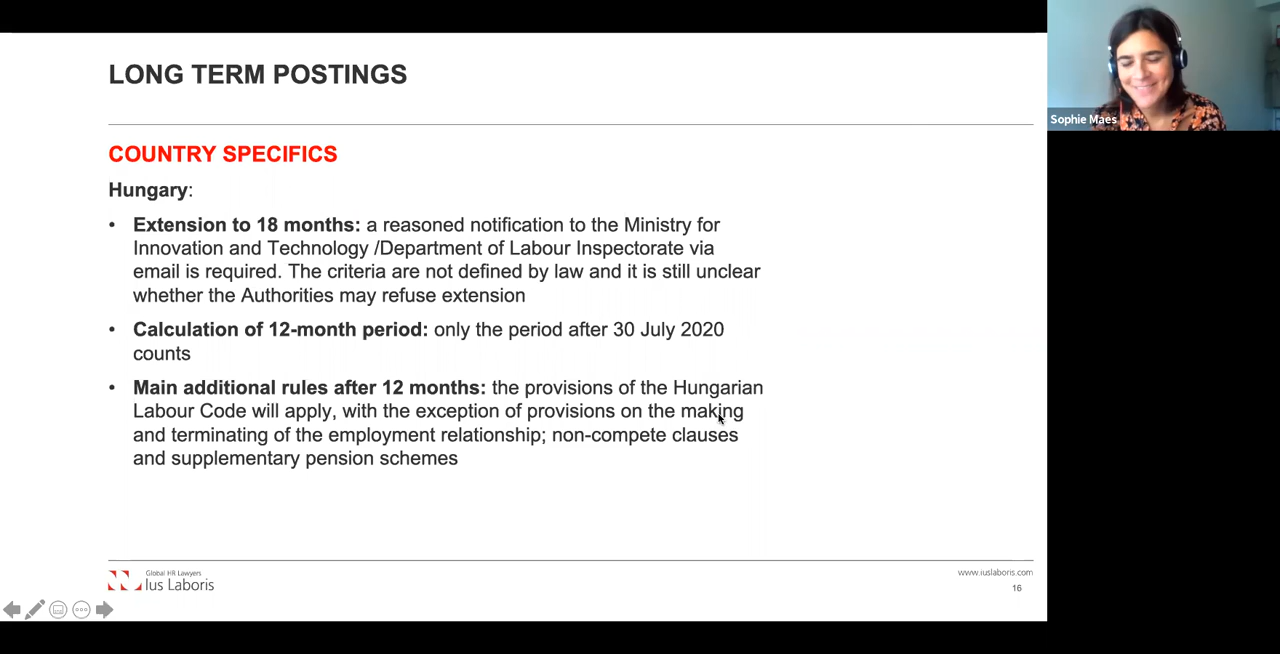 LONG TERM POSTINGS
Sophie Maes
COUNTRY SPECIFICS
Hungary:
• Extension to 18 months: a reasoned notification to the Ministry for
Innovation and Technology /Department of Labour Inspectorate via
email is required. The criteria are not defined by law and it is still unclear
whether the Authorities may refuse extension
• Calculation of 12-month period: only the period after 30 July 2020
counts
• Main additional rules after 12 months: the provisions of the Hungarian
Labour Code will apply, with the exception of provisions on the making
and terminating of the employment relationship; non-compete clauses
and supplementary pension schemes
Global HR Lawyers
Ius Laboris
www.iuslaboris.com
16